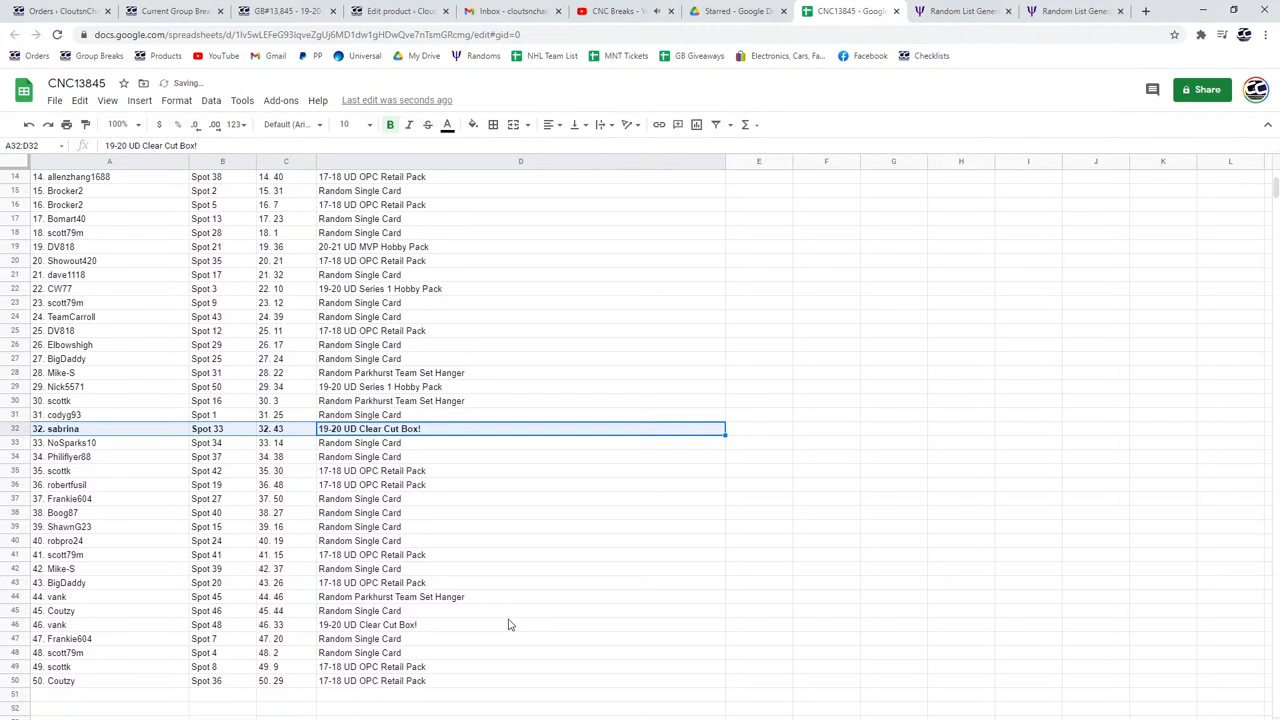 Orders < CloutsnCh
Current Group Break
GB#13,845 - 19-20
Edit product < Clouts
Inbox - cloutsnchar
CNC Breaks -
Starred - Google D
CNC13845 - Google
Random List Gener
Random List Gener
docs.google.com/spreadsheets/d/1Iv5wLEFeG93IqveZgUj6MD1dw1gHDwQve7nTsmGRcmg/edit#gid=0
Orders Group Breaks Products YouTube Gmail PP Universal My Drive Randoms NHL Team List MNT Packs GB Giveaways Electronics, Cars, Fa... Facebook Checklists
CNC13845 Saving...
File Edit View Insert Format Data Tools Add-ons Help Last edit was seconds ago
Share
100% $ % .0 .00 123 Default (Ari... 10 B I S A
A32:D32 fx 19-20 UD Clear Cut Box!
A B C D E F G H I J K L
14 14. allenzhang1688 Spot 38 14. 40 17-18 UD OPC Retail Pack
15 15. Brocker2 Spot 2 15. 31 Random Single Card
16 16. Brocker2 Spot 5 16. 7 17-18 UD OPC Retail Pack
17 17. Bomart40 Spot 13 17. 23 Random Single Card
18 18. scott79m Spot 28 18. 1 Random Single Card
19 19. DV818 Spot 21 19. 36 20-21 UD MVP Hobby Pack
20 20. Showout420 Spot 35 20. 21 17-18 UD OPC Retail Pack
21 21. dave1118 Spot 17 21. 32 Random Single Card
22 22. CW77 Spot 3 22. 10 19-20 UD Series 1 Hobby Pack
23 23. scott79m Spot 9 23. 12 Random Single Card
24 24. TeamCarroll Spot 43 24. 39 Random Single Card
25 25. DV818 Spot 12 25. 11 17-18 UD OPC Retail Pack
26 26. Elbowshigh Spot 29 26. 17 Random Single Card
27 27. BigDaddy Spot 25 27. 24 Random Single Card
28 28. Mike-S Spot 31 28. 22 Random Parkhurst Team Set Hanger
29 29. Nick5571 Spot 50 29. 34 19-20 UD Series 1 Hobby Pack
30 30. scottk Spot 16 30. 3 Random Parkhurst Team Set Hanger
31 31. codyg93 Spot 1 31. 25 Random Single Card
32 32. sabrina Spot 33 32. 43 19-20 UD Clear Cut Box!
33 33. NoSparks10 Spot 34 33. 14 Random Single Card
34 34. Philiflyer88 Spot 37 34. 38 Random Single Card
35 35. scottk Spot 42 35. 30 17-18 UD OPC Retail Pack
36 36. robertfusil Spot 19 36. 48 17-18 UD OPC Retail Pack
37 37. Frankie604 Spot 27 37. 50 Random Single Card
38 38. Boog87 Spot 40 38. 27 Random Single Card
39 39. ShawnG23 Spot 15 39. 16 Random Single Card
40 40. robpro24 Spot 24 40. 19 Random Single Card
41 41. scott79m Spot 41 41. 15 17-18 UD OPC Retail Pack
42 42. Mike-S Spot 39 42. 37 Random Single Card
43 43. BigDaddy Spot 20 43. 26 17-18 UD OPC Retail Pack
44 44. vank Spot 45 44. 46 Random Parkhurst Team Set Hanger
45 45. Coutzy Spot 46 45. 44 Random Single Card
46 46. vank Spot 48 46. 33 19-20 UD Clear Cut Box!
47 47. Frankie604 Spot 7 47. 20 Random Single Card
48 48. scott79m Spot 4 48. 2 Random Single Card
49 49. scottk Spot 8 49. 9 17-18 UD OPC Retail Pack
50 50. Coutzy Spot 36 50. 29 17-18 UD OPC Retail Pack
51
52